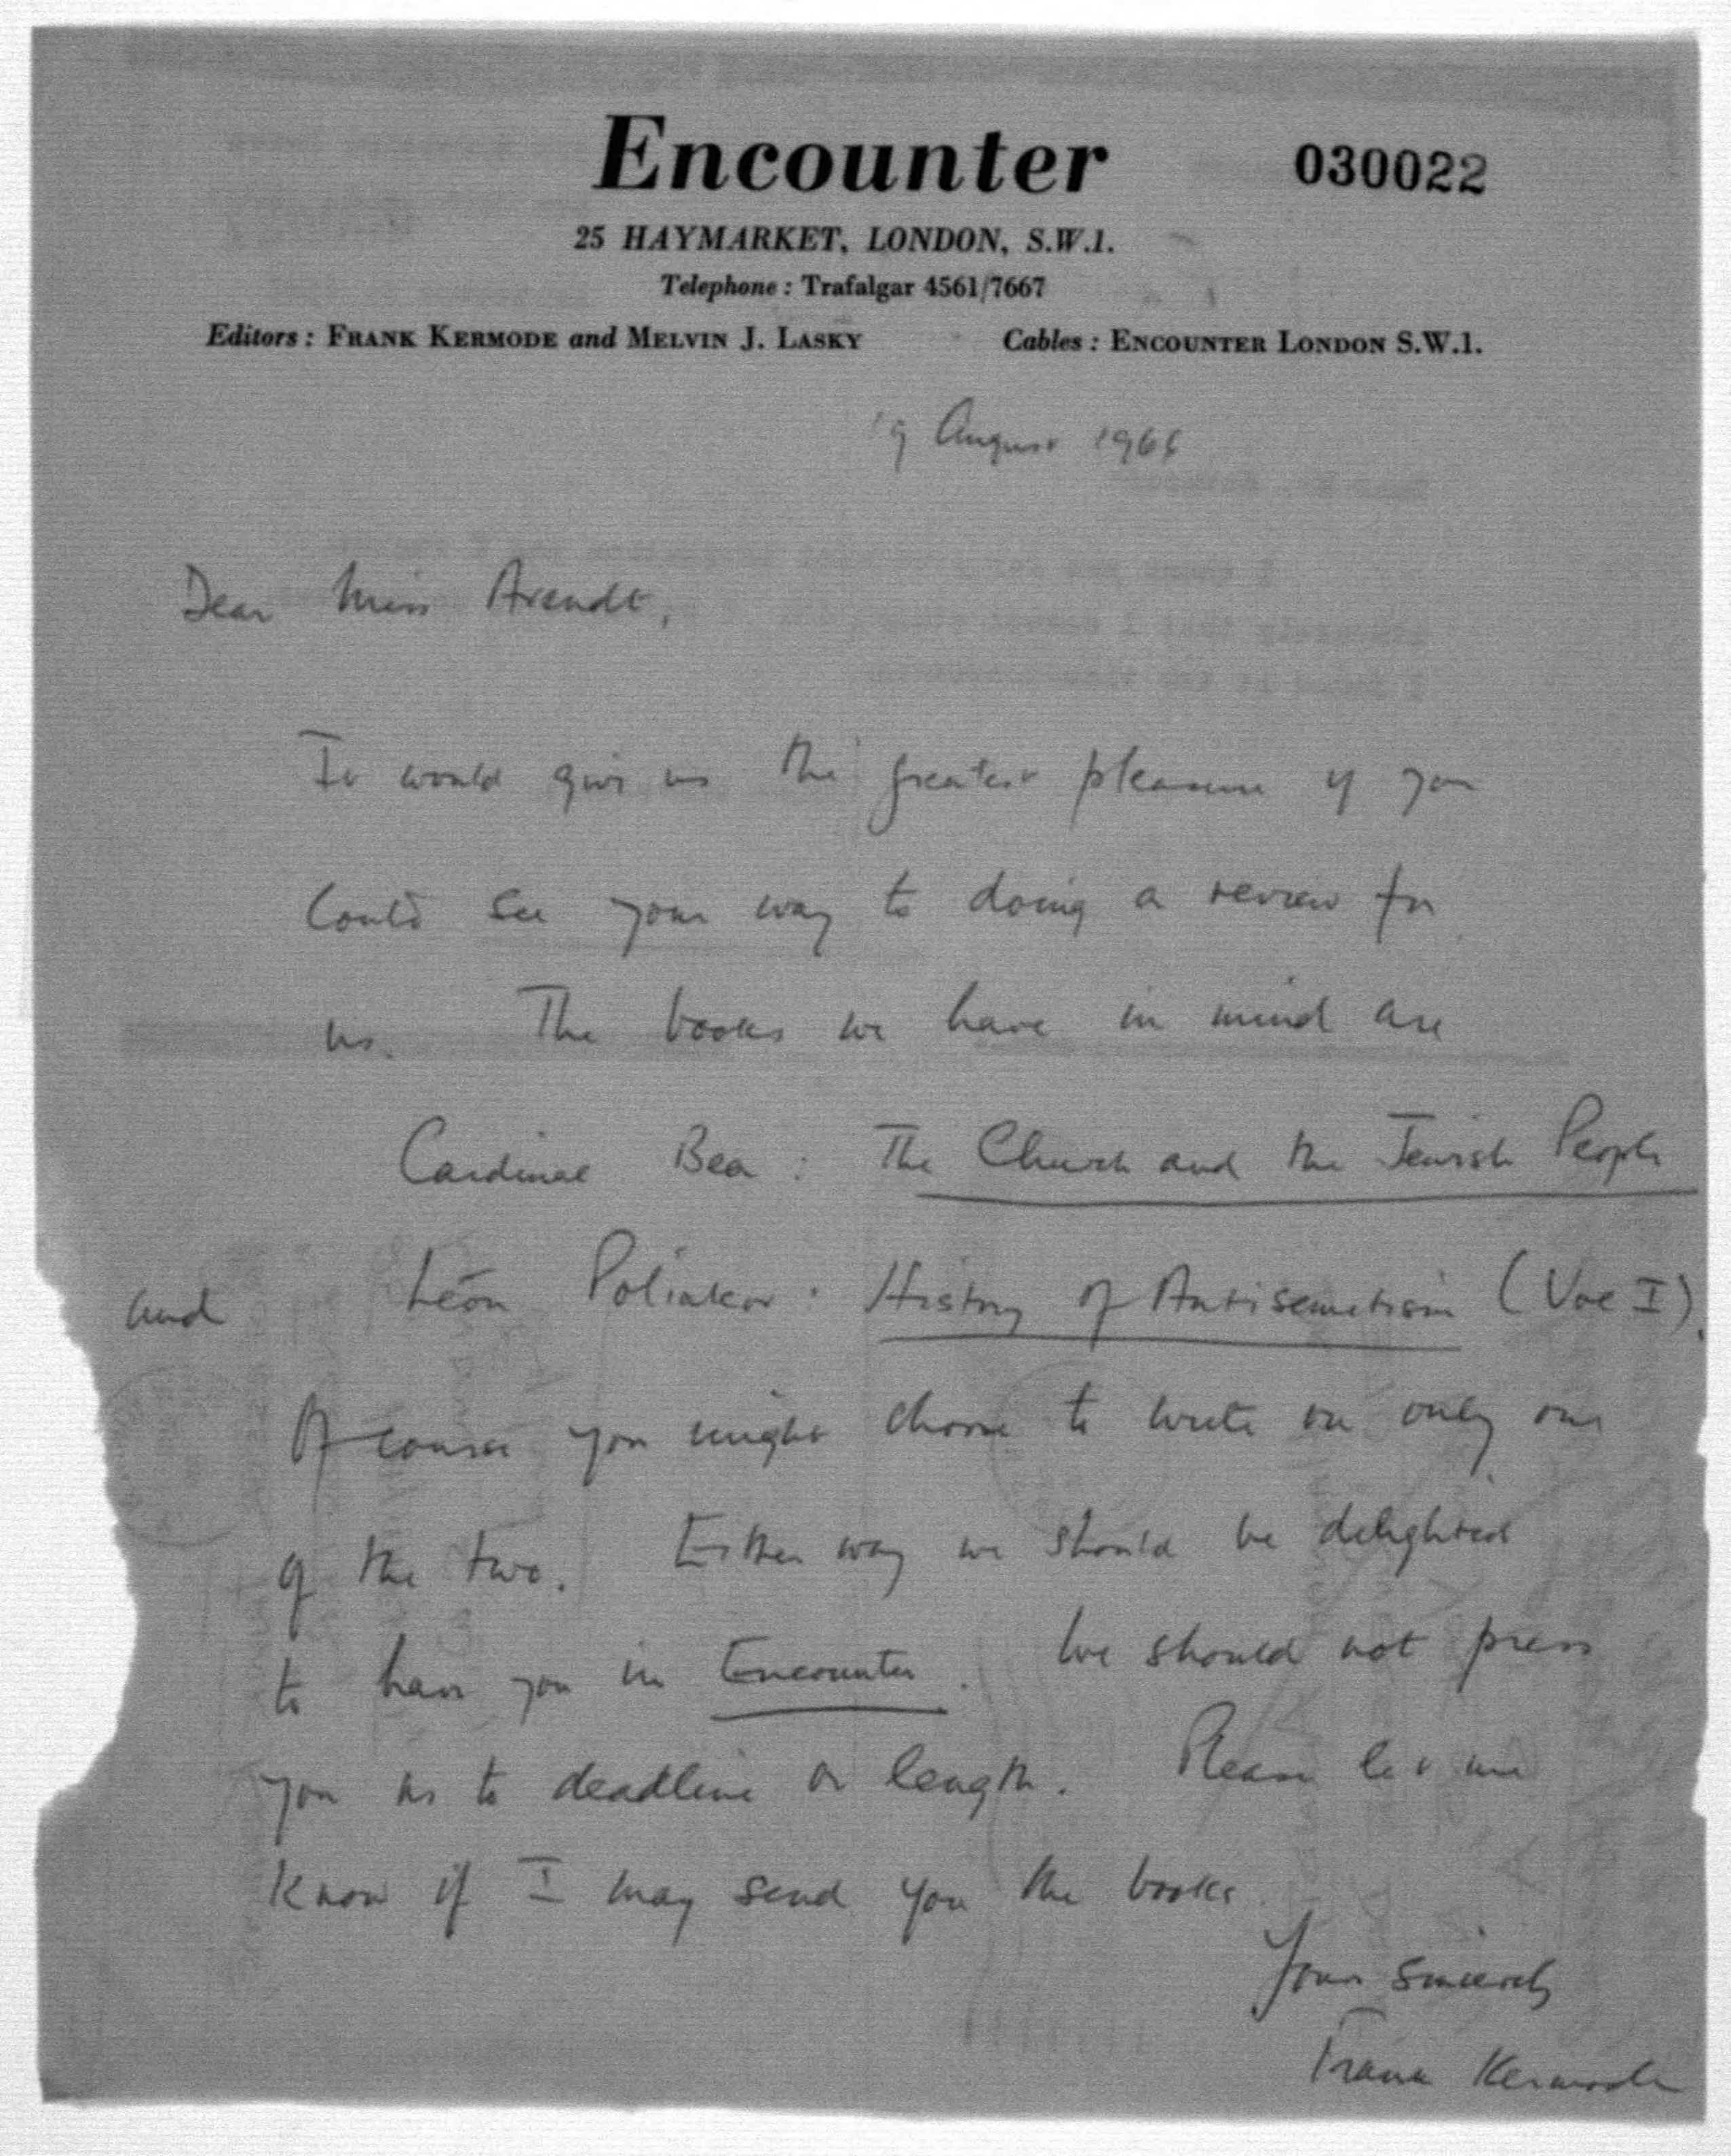 Encounter 030022
25 HAYMARKET, LONDON, S.W.1.
Telephone : Trafalgar 4561/7667
Editors : FRANK KERMODE and MELVIN J. LASKY Cables : ENCOUNTER LONDON S.W.1.
19 August 1966
Dear Miss Arendt,
It would give us the greatest pleasure if you
could see your way to doing a review for
us. The books we have in mind are
Cardinal Bea : The Church and the Jewish People
and Léon Poliakov : History of Antisemitism (Vol I).
Of course you might choose to write on only one
of the two. Either way we should be delighted
to have you in Encounter. We should not press
you as to deadline or length. Please let me
know if I may send you the books.
Yours sincerely
Frank Kermode